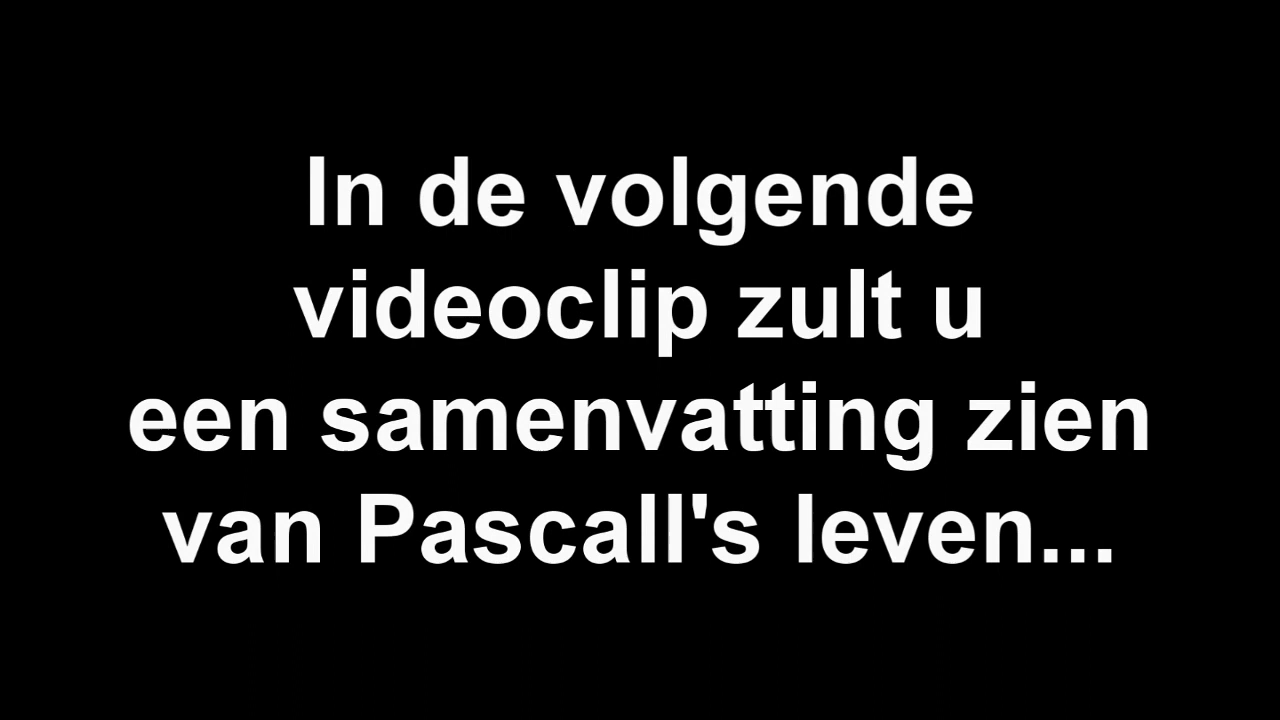 In de volgende
videoclip zult u
een samenvatting zien
van Pascall's leven...